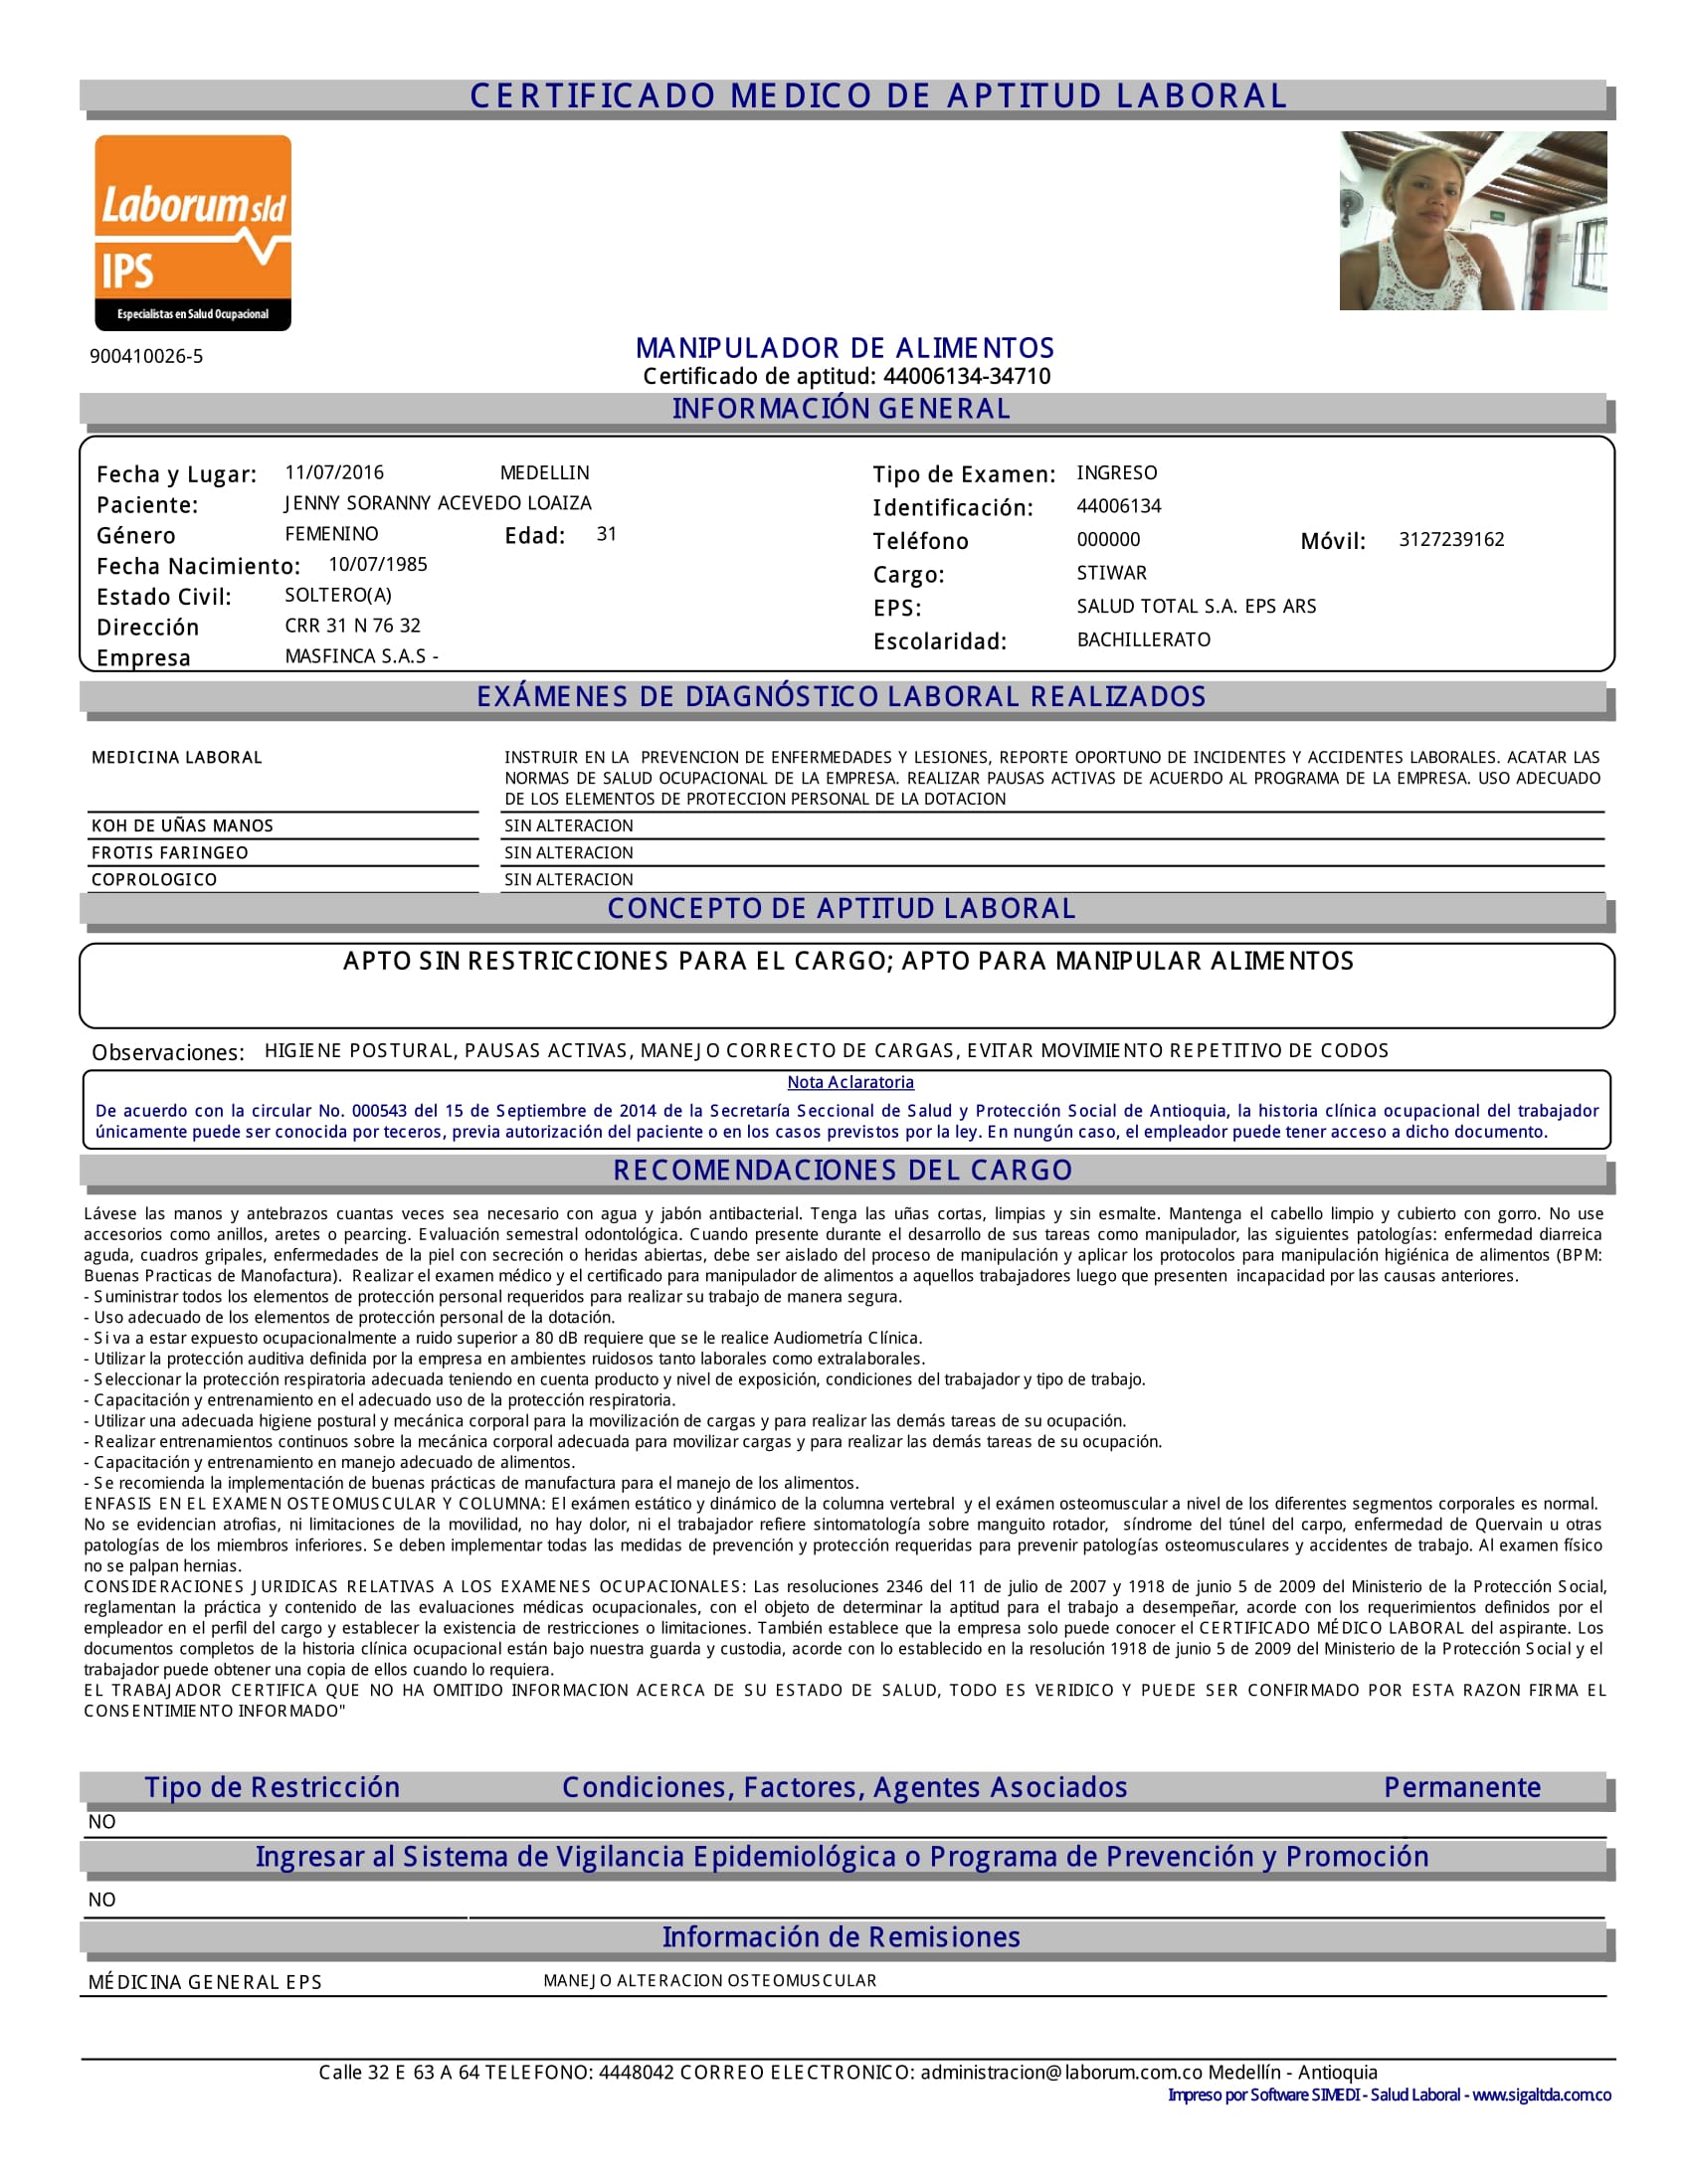 CERTIFICADO MEDICO DE APTITUD LABORAL
Laborum sld
IPS
Especialistas en Salud Ocupacional
900410026-5
MANIPULADOR DE ALIMENTOS
Certificado de aptitud: 44006134-34710
INFORMACIÓN GENERAL
Fecha y Lugar: 11/07/2016 MEDELLIN Tipo de Examen: INGRESO
Paciente: JENNY SORANNY ACEVEDO LOAIZA Identificación: 44006134
Género FEMENINO Edad: 31 Teléfono 000000 Móvil: 3127239162
Fecha Nacimiento: 10/07/1985 Cargo: STIWAR
Estado Civil: SOLTERO(A) EPS: SALUD TOTAL S.A. EPS ARS
Dirección CRR 31 N 76 32 Escolaridad: BACHILLERATO
Empresa MASFINCA S.A.S -
EXÁMENES DE DIAGNÓSTICO LABORAL REALIZADOS
MEDICINA LABORAL INSTRUIR EN LA PREVENCION DE ENFERMEDADES Y LESIONES, REPORTE OPORTUNO DE INCIDENTES Y ACCIDENTES LABORALES. ACATAR LAS
NORMAS DE SALUD OCUPACIONAL DE LA EMPRESA. REALIZAR PAUSAS ACTIVAS DE ACUERDO AL PROGRAMA DE LA EMPRESA. USO ADECUADO
DE LOS ELEMENTOS DE PROTECCION PERSONAL DE LA DOTACION
KOH DE UÑAS MANOS SIN ALTERACION
FROTIS FARINGEO SIN ALTERACION
COPROLOGICO SIN ALTERACION
CONCEPTO DE APTITUD LABORAL
APTO SIN RESTRICCIONES PARA EL CARGO; APTO PARA MANIPULAR ALIMENTOS
Observaciones: HIGIENE POSTURAL, PAUSAS ACTIVAS, MANEJO CORRECTO DE CARGAS, EVITAR MOVIMIENTO REPETITIVO DE CODOS
Nota Aclaratoria
De acuerdo con la circular No. 000543 del 15 de Septiembre de 2014 de la Secretaría Seccional de Salud y Protección Social de Antioquia, la historia clínica ocupacional del trabajador
únicamente puede ser conocida por teceros, previa autorización del paciente o en los casos previstos por la ley. En nungún caso, el empleador puede tener acceso a dicho documento.
RECOMENDACIONES DEL CARGO
Lávese las manos y antebrazos cuantas veces sea necesario con agua y jabón antibacterial. Tenga las uñas cortas, limpias y sin esmalte. Mantenga el cabello limpio y cubierto con gorro. No use
accesorios como anillos, aretes o pearcing. Evaluación semestral odontológica. Cuando presente durante el desarrollo de sus tareas como manipulador, las siguientes patologías: enfermedad diarreica
aguda, cuadros gripales, enfermedades de la piel con secreción o heridas abiertas, debe ser aislado del proceso de manipulación y aplicar los protocolos para manipulación higiénica de alimentos (BPM:
Buenas Practicas de Manofactura). Realizar el examen médico y el certificado para manipulador de alimentos a aquellos trabajadores luego que presenten incapacidad por las causas anteriores.
- Suministrar todos los elementos de protección personal requeridos para realizar su trabajo de manera segura.
- Uso adecuado de los elementos de protección personal de la dotación.
- Si va a estar expuesto ocupacionalmente a ruido superior a 80 dB requiere que se le realice Audiometría Clínica.
- Utilizar la protección auditiva definida por la empresa en ambientes ruidosos tanto laborales como extralaborales.
- Seleccionar la protección respiratoria adecuada teniendo en cuenta producto y nivel de exposición, condiciones del trabajador y tipo de trabajo.
- Capacitación y entrenamiento en el adecuado uso de la protección respiratoria.
- Utilizar una adecuada higiene postural y mecánica corporal para la movilización de cargas y para realizar las demás tareas de su ocupación.
- Realizar entrenamientos continuos sobre la mecánica corporal adecuada para movilizar cargas y para realizar las demás tareas de su ocupación.
- Capacitación y entrenamiento en manejo adecuado de alimentos.
- Se recomienda la implementación de buenas prácticas de manufactura para el manejo de los alimentos.
ENFASIS EN EL EXAMEN OSTEOMUSCULAR Y COLUMNA: El exámen estático y dinámico de la columna vertebral y el exámen osteomuscular a nivel de los diferentes segmentos corporales es normal.
No se evidencian atrofias, ni limitaciones de la movilidad, no hay dolor, ni el trabajador refiere sintomatología sobre manguito rotador, síndrome del túnel del carpo, enfermedad de Quervain u otras
patologías de los miembros inferiores. Se deben implementar todas las medidas de prevención y protección requeridas para prevenir patologías osteomusculares y accidentes de trabajo. Al examen físico
no se palpan hernias.
CONSIDERACIONES JURIDICAS RELATIVAS A LOS EXAMENES OCUPACIONALES: Las resoluciones 2346 del 11 de julio de 2007 y 1918 de junio 5 de 2009 del Ministerio de la Protección Social,
reglamentan la práctica y contenido de las evaluaciones médicas ocupacionales, con el objeto de determinar la aptitud para el trabajo a desempeñar, acorde con los requerimientos definidos por el
empleador en el perfil del cargo y establecer la existencia de restricciones o limitaciones. También establece que la empresa solo puede conocer el CERTIFICADO MÉDICO LABORAL del aspirante. Los
documentos completos de la historia clínica ocupacional están bajo nuestra guarda y custodia, acorde con lo establecido en la resolución 1918 de junio 5 de 2009 del Ministerio de la Protección Social y el
trabajador puede obtener una copia de ellos cuando lo requiera.
EL TRABAJADOR CERTIFICA QUE NO HA OMITIDO INFORMACION ACERCA DE SU ESTADO DE SALUD, TODO ES VERIDICO Y PUEDE SER CONFIRMADO POR ESTA RAZON FIRMA EL
CONSENTIMIENTO INFORMADO"
Tipo de Restricción Condiciones, Factores, Agentes Asociados Permanente
NO
Ingresar al Sistema de Vigilancia Epidemiológica o Programa de Prevención y Promoción
NO
Información de Remisiones
MÉDICINA GENERAL EPS MANEJO ALTERACION OSTEOMUSCULAR
Calle 32 E 63 A 64 TELEFONO: 4448042 CORREO ELECTRONICO: administracion@laborum.com.co Medellín - Antioquia
Impreso por Software SIMEDI - Salud Laboral - www.sigaltda.com.co